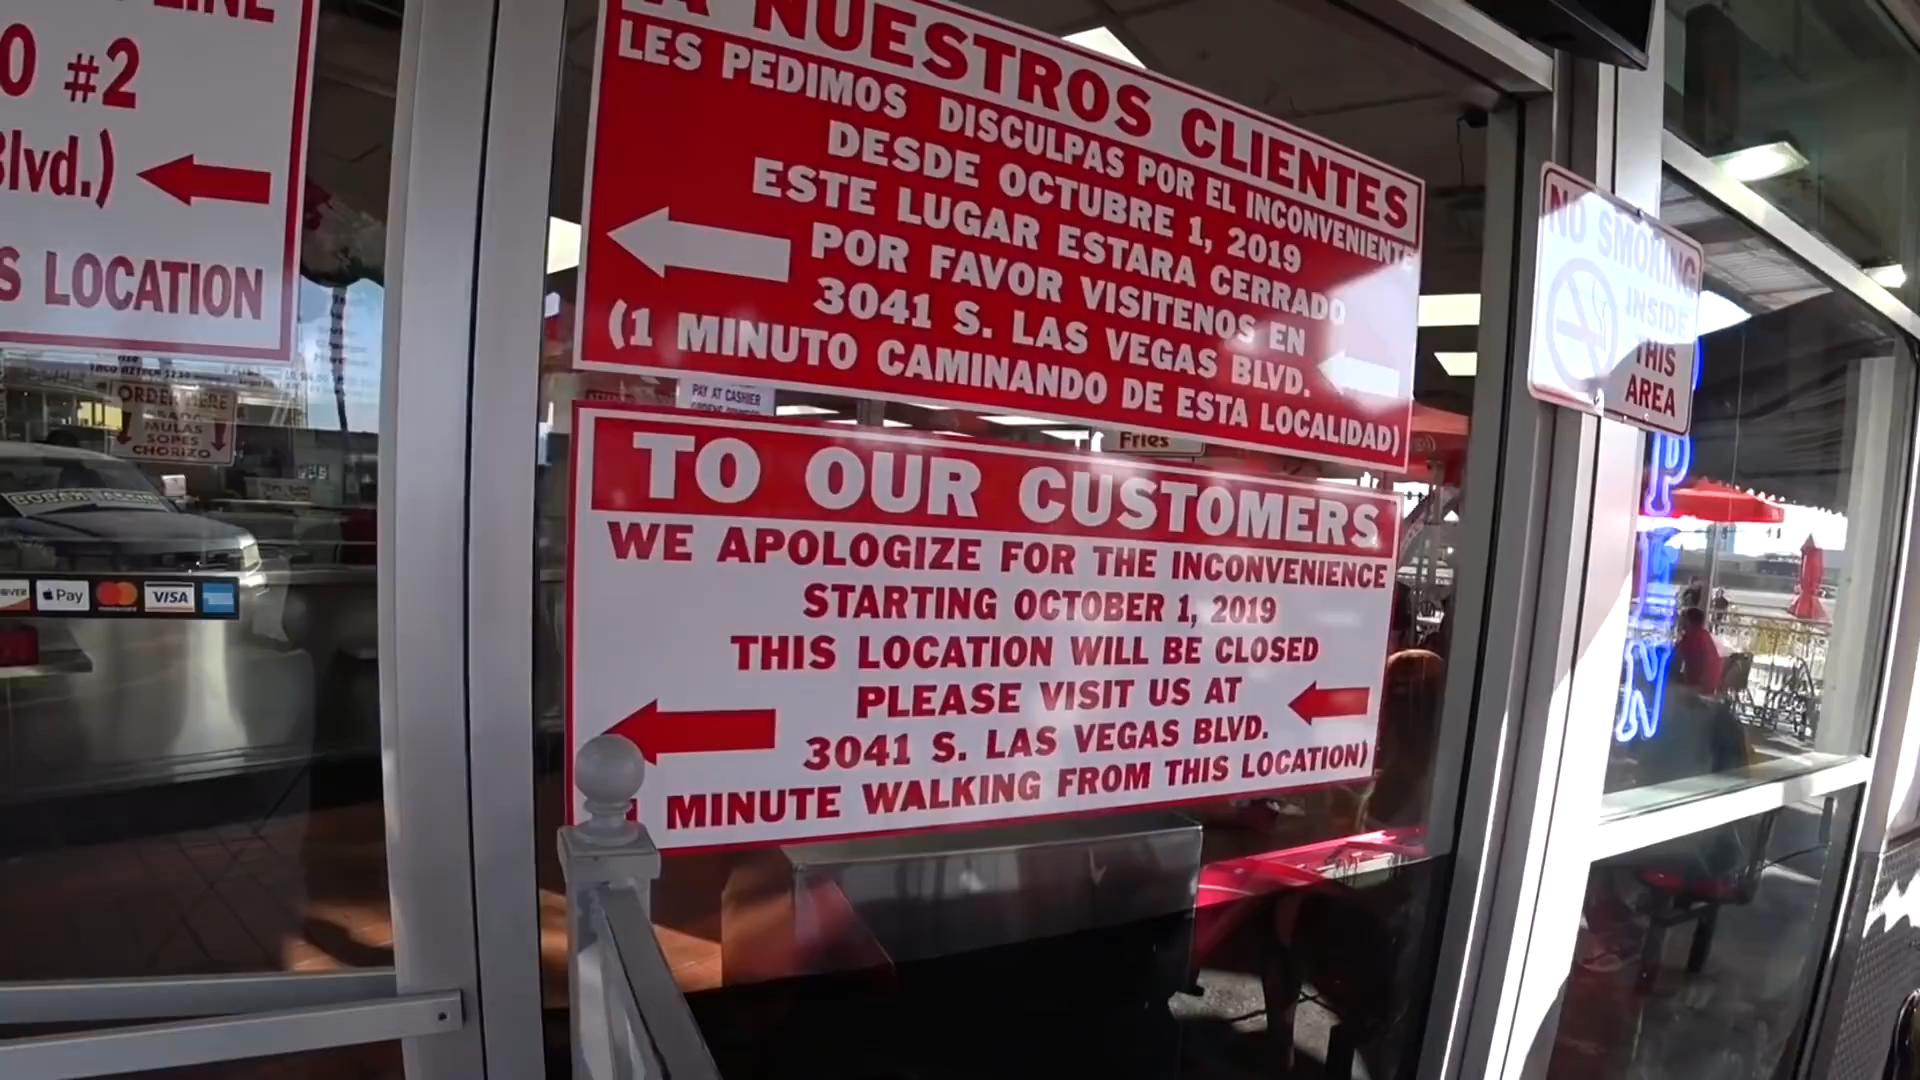 LINE
O #2
Blvd.)
S LOCATION
ORDER HERE
MULAS
SOPES
CHORIZO
Pay
VISA
A NUESTROS CLIENTES
LES PEDIMOS DISCULPAS POR EL INCONVENIENTE
DESDE OCTUBRE 1, 2019
ESTE LUGAR ESTARA CERRADO
POR FAVOR VISITENOS EN
3041 S. LAS VEGAS BLVD.
(1 MINUTO CAMINANDO DE ESTA LOCALIDAD)
PAY AT CASHIER
Fries
TO OUR CUSTOMERS
WE APOLOGIZE FOR THE INCONVENIENCE
STARTING OCTOBER 1, 2019
THIS LOCATION WILL BE CLOSED
PLEASE VISIT US AT
3041 S. LAS VEGAS BLVD.
1 MINUTE WALKING FROM THIS LOCATION)
NO SMOKING
INSIDE
THIS
AREA
OPEN